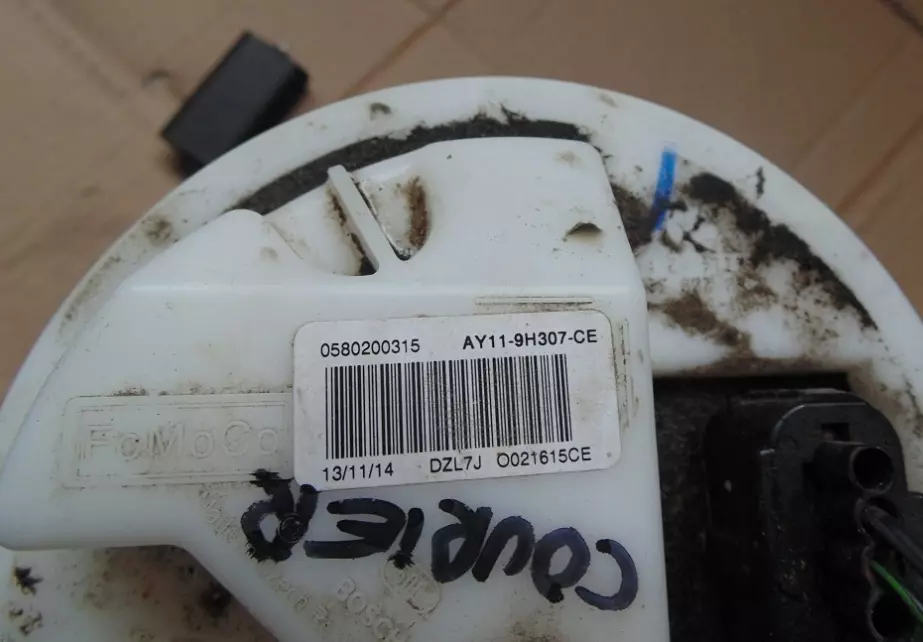 0580200315 AY11-9H307-CE
13/11/14 DZL7J O021615CE
FoMoCo
COURIER
BOSCH